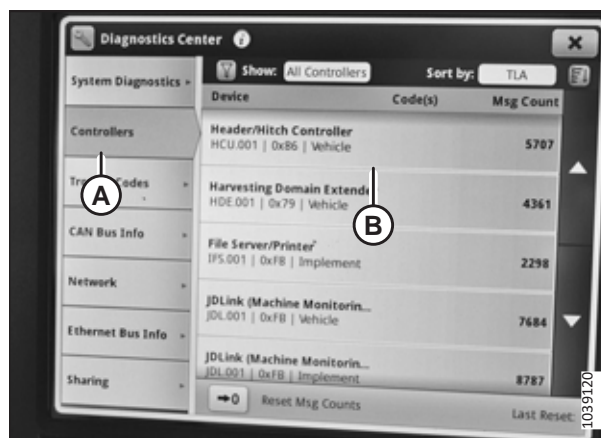 Diagnostics Center
Show: All Controllers Sort by: TLA
System Diagnostics
Device Code(s) Msg Count
Controllers
Header/Hitch Controller
HCU.001 | 0x86 | Vehicle 5707
A
B
Codes
Harvesting Domain Extende
HDE.001 | 0x79 | Vehicle 4361
CAN Bus Info
File Server/Printer
IFS.001 | 0xF8 | Implement 2298
Network
JDLink (Machine Monitorin...
JDL.001 | 0xFB | Vehicle 7684
Ethernet Bus Info
JDLink (Machine Monitorin...
JDL.001 | 0xFB | Implement 8787
Sharing
→0 Reset Msg Counts Last Reset:
1039120